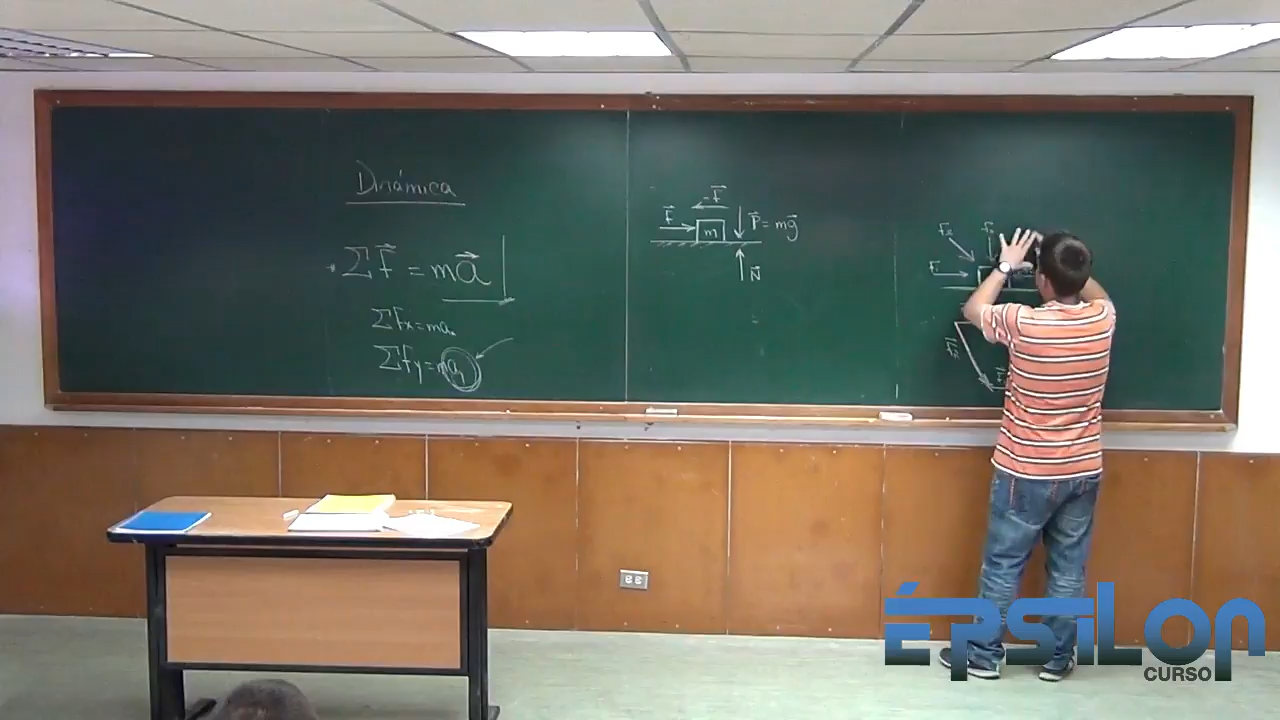 Dinámica
ΣF⃗ = ma⃗
ΣFx = max
ΣFy = may
-F⃗
F⃗
m
P⃗ = mg⃗
N⃗
F
ÉPSILON
CURSO